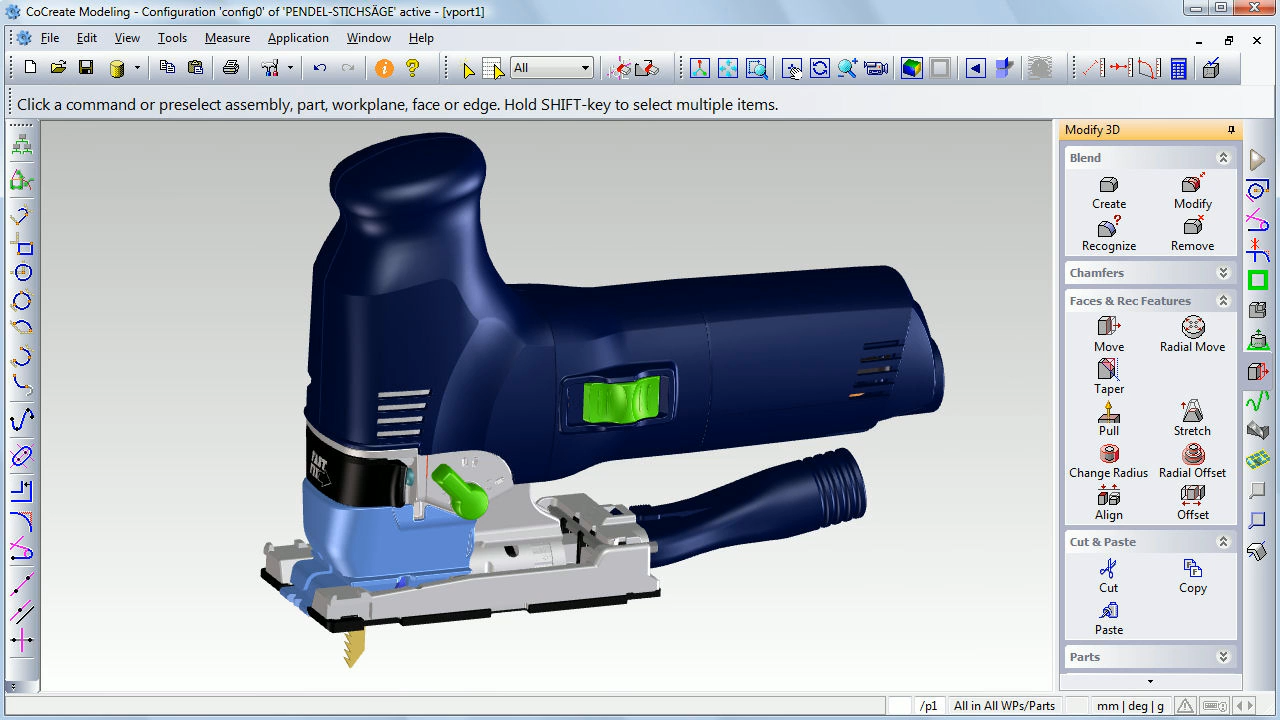 CoCreate Modeling - Configuration 'config0' of 'PENDEL-STICHSÄGE' active - [vport1]
File Edit View Tools Measure Application Window Help
All
Click a command or preselect assembly, part, workplane, face or edge. Hold SHIFT-key to select multiple items.
Modify 3D
Blend
Create Modify
Recognize Remove
Chamfers
Faces & Rec Features
Move Radial Move
Taper
Pull Stretch
Change Radius Radial Offset
Align Offset
Cut & Paste
Cut Copy
Paste
Parts
FAST
FIX
/p1 All in All WPs/Parts mm | deg | g